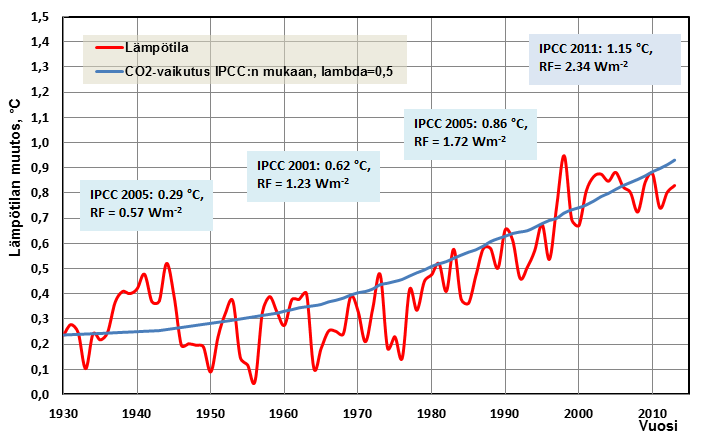 1,5
1,4
1,3
1,2
1,1
1,0
0,9
0,8
0,7
0,6
0,5
0,4
0,3
0,2
0,1
0,0
Lämpötilan muutos, °C
Lämpötila
CO2-vaikutus IPCC:n mukaan, lambda=0,5
IPCC 2005: 0.29 °C,
RF = 0.57 Wm-2
IPCC 2001: 0.62 °C,
RF = 1.23 Wm-2
IPCC 2005: 0.86 °C,
RF = 1.72 Wm-2
IPCC 2011: 1.15 °C,
RF= 2.34 Wm-2
1930 1940 1950 1960 1970 1980 1990 2000 2010
Vuosi